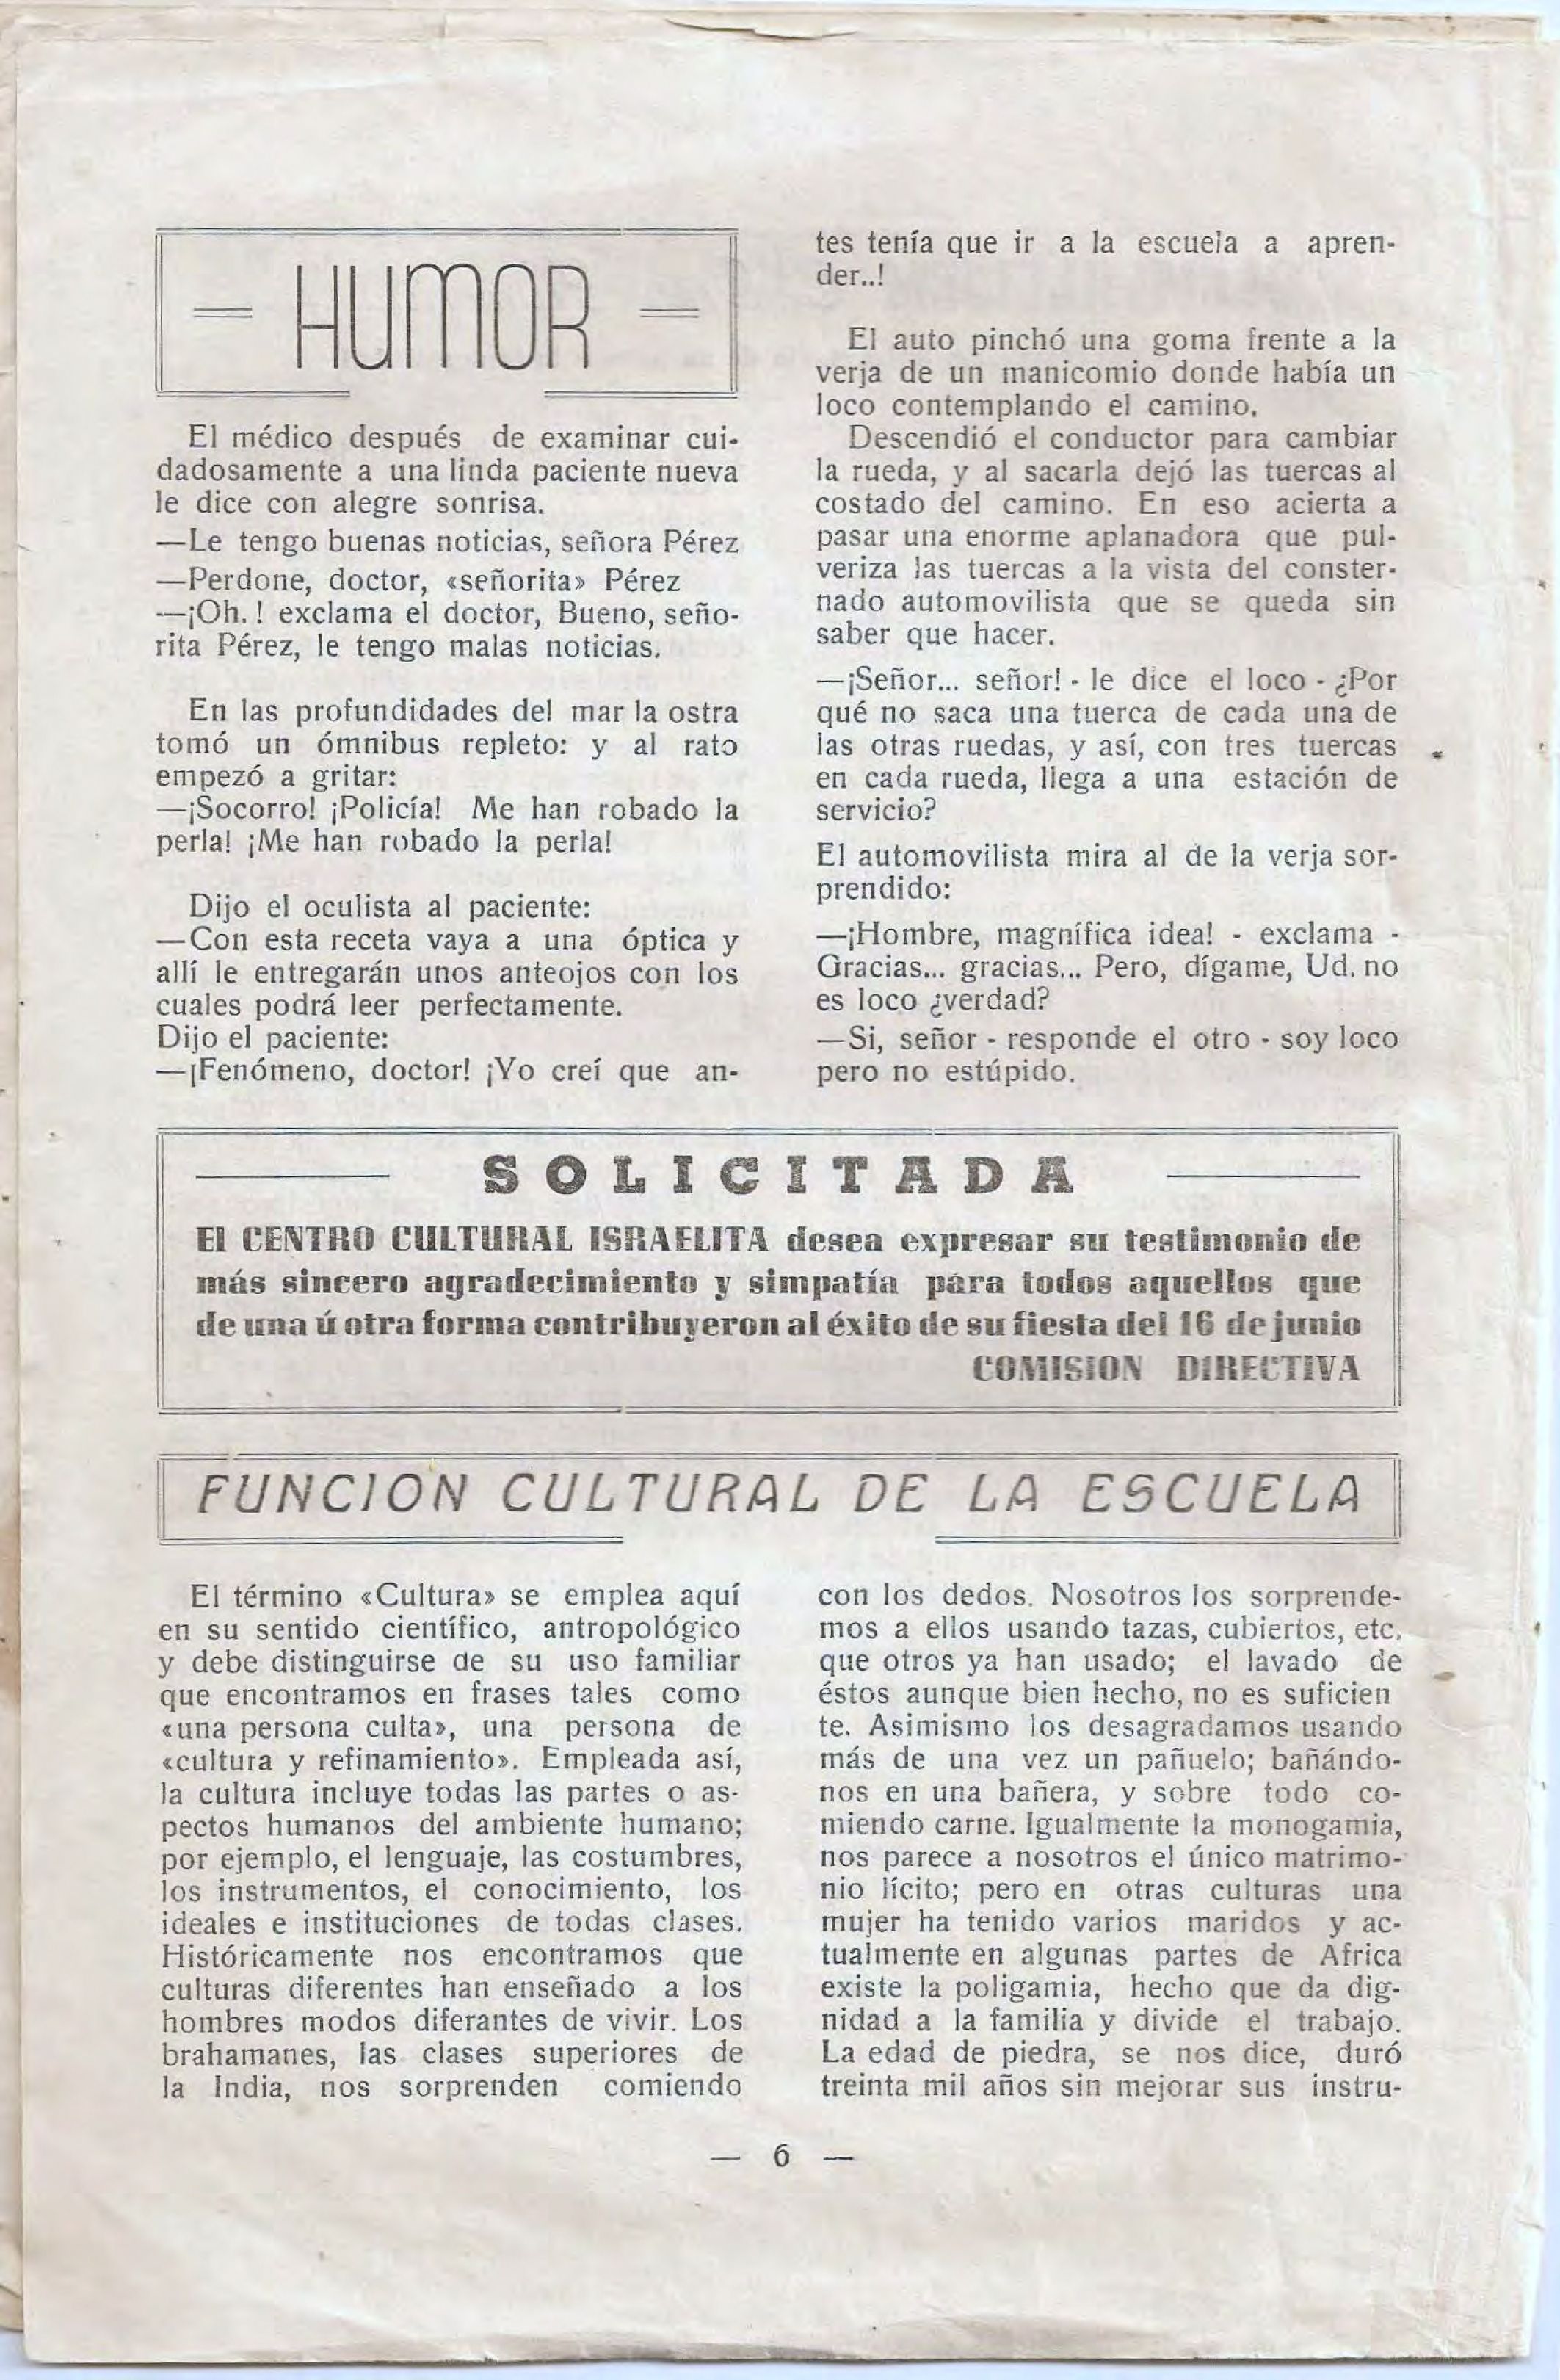 = HUMOR =
El médico después de examinar cui-
dadosamente a una linda paciente nueva
le dice con alegre sonrisa.
—Le tengo buenas noticias, señora Pérez
—Perdone, doctor, «señorita» Pérez
—¡Oh. ! exclama el doctor, Bueno, seño-
rita Pérez, le tengo malas noticias.
En las profundidades del mar la ostra
tomó un ómnibus repleto: y al rato
empezó a gritar:
—¡Socorro! ¡Policía! Me han robado la
perla! ¡Me han robado la perla!
Dijo el oculista al paciente:
—Con esta receta vaya a una óptica y
allí le entregarán unos anteojos con los
cuales podrá leer perfectamente.
Dijo el paciente:
—¡Fenómeno, doctor! ¡Yo creí que an-
tes tenía que ir a la escuela a apren-
der..!
El auto pinchó una goma frente a la
verja de un manicomio donde había un
loco contemplando el camino.
Descendió el conductor para cambiar
la rueda, y al sacarla dejó las tuercas al
costado del camino. En eso acierta a
pasar una enorme aplanadora que pul-
veriza las tuercas a la vista del conster-
nado automovilista que se queda sin
saber que hacer.
—¡Señor... señor! - le dice el loco - ¿Por
qué no saca una tuerca de cada una de
las otras ruedas, y así, con tres tuercas
en cada rueda, llega a una estación de
servicio?
El automovilista mira al de la verja sor-
prendido:
—¡Hombre, magnífica idea! - exclama -
Gracias... gracias... Pero, dígame, Ud. no
es loco ¿verdad?
—Si, señor - responde el otro - soy loco
pero no estúpido.
SOLICITADA
El CENTRO CULTURAL ISRAELITA desea expresar su testimonio de
más sincero agradecimiento y simpatía para todos aquellos que
de una ú otra forma contribuyeron al éxito de su fiesta del 16 de junio
COMISION DIRECTIVA
FUNCION CULTURAL DE LA ESCUELA
El término «Cultura» se emplea aquí
en su sentido científico, antropológico
y debe distinguirse de su uso familiar
que encontramos en frases tales como
«una persona culta», una persona de
«cultura y refinamiento». Empleada así,
la cultura incluye todas las partes o as-
pectos humanos del ambiente humano;
por ejemplo, el lenguaje, las costumbres,
los instrumentos, el conocimiento, los
ideales e instituciones de todas clases.
Históricamente nos encontramos que
culturas diferentes han enseñado a los
hombres modos diferantes de vivir. Los
brahamanes, las clases superiores de
la India, nos sorprenden comiendo
con los dedos. Nosotros los sorprende-
mos a ellos usando tazas, cubiertos, etc.
que otros ya han usado; el lavado de
éstos aunque bien hecho, no es suficien
te. Asimismo los desagradamos usando
más de una vez un pañuelo; bañándo-
nos en una bañera, y sobre todo co-
miendo carne. Igualmente la monogamia,
nos parece a nosotros el único matrimo-
nio lícito; pero en otras culturas una
mujer ha tenido varios maridos y ac-
tualmente en algunas partes de Africa
existe la poligamia, hecho que da dig-
nidad a la familia y divide el trabajo.
La edad de piedra, se nos dice, duró
treinta mil años sin mejorar sus instru-
— 6 —